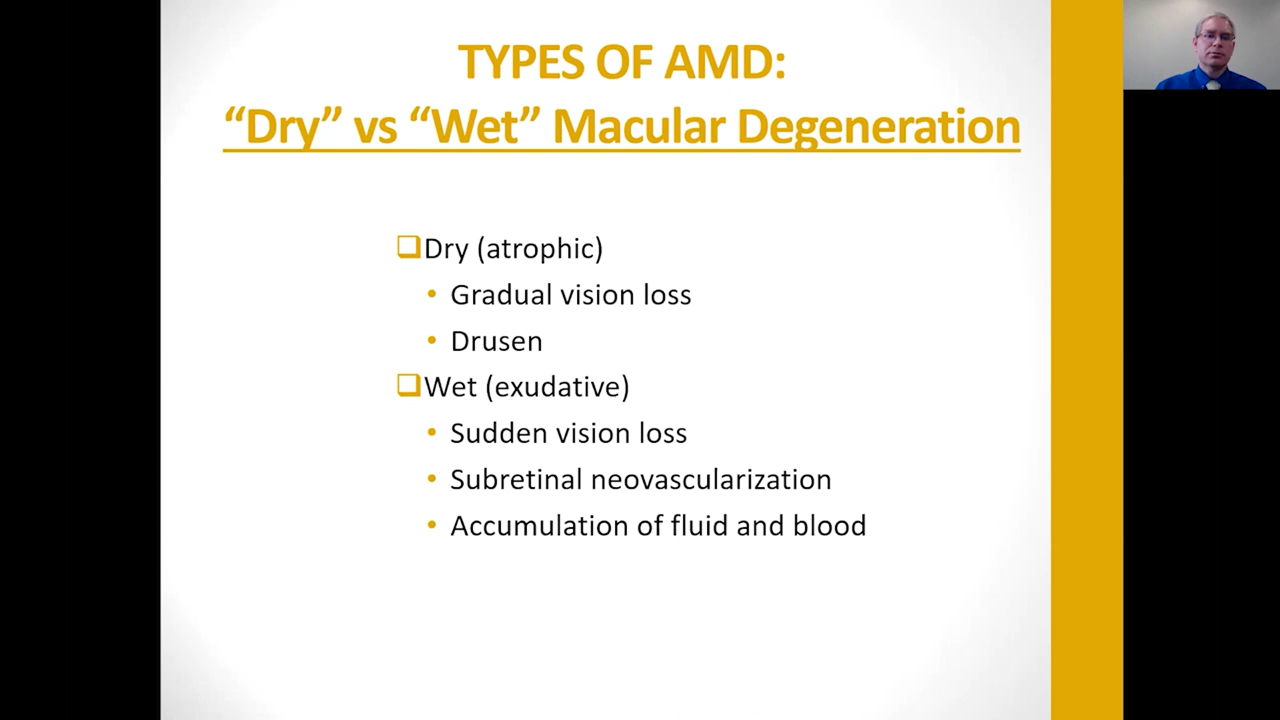 TYPES OF AMD:
“Dry” vs “Wet” Macular Degeneration
Dry (atrophic)
• Gradual vision loss
• Drusen
Wet (exudative)
• Sudden vision loss
• Subretinal neovascularization
• Accumulation of fluid and blood